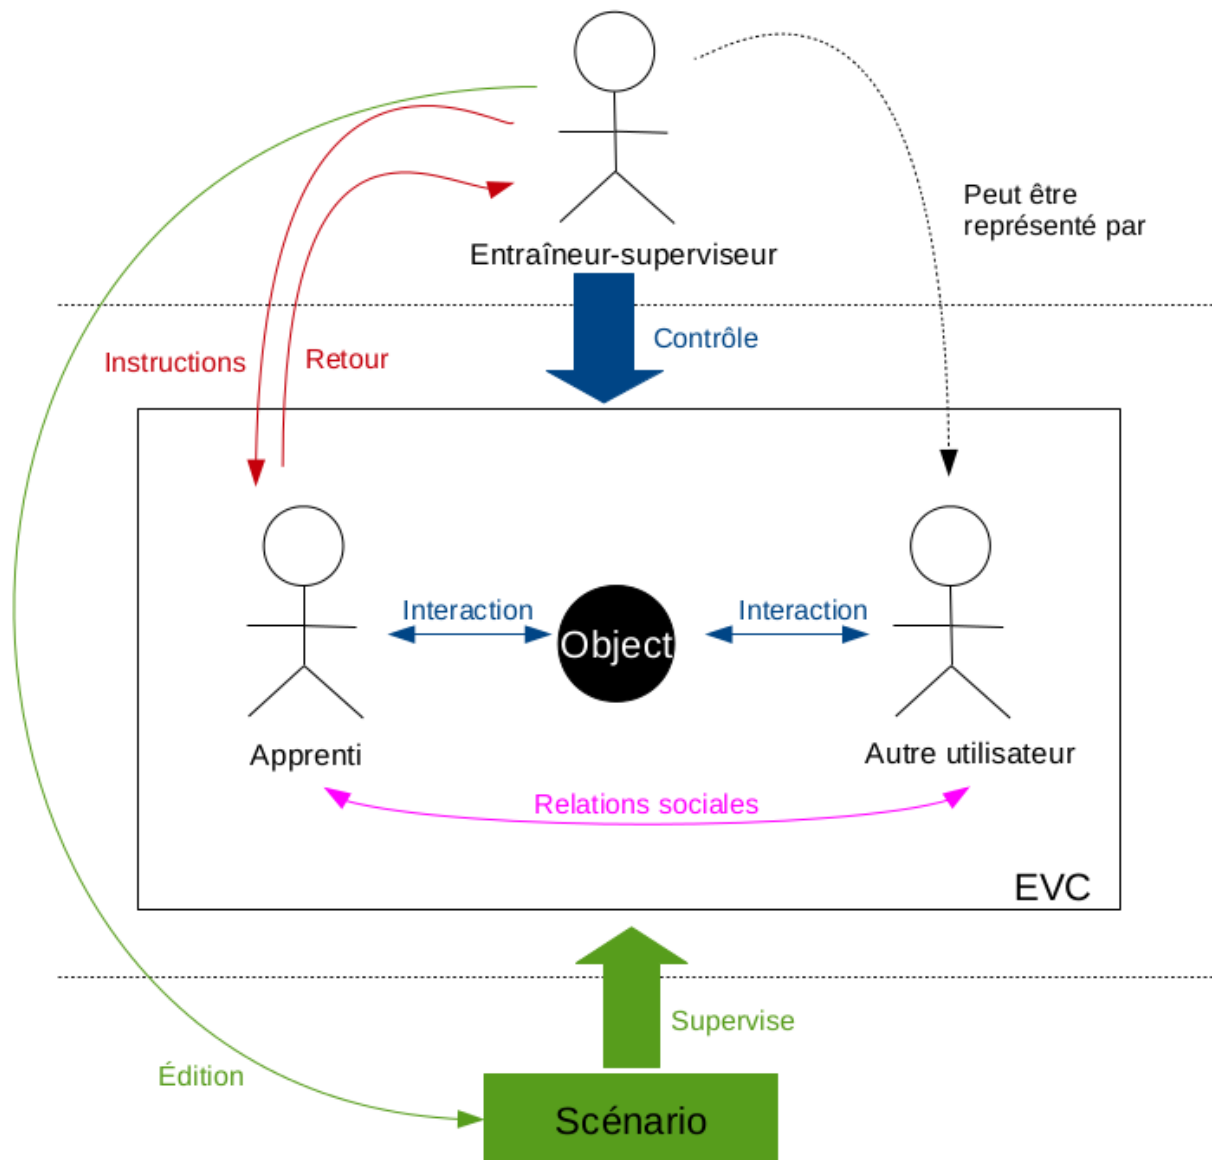 Peut être
représenté par
Entraîneur-superviseur
Contrôle
Instructions
Retour
Interaction
Interaction
Object
Apprenti
Autre utilisateur
Relations sociales
EVC
Supervise
Édition
Scénario